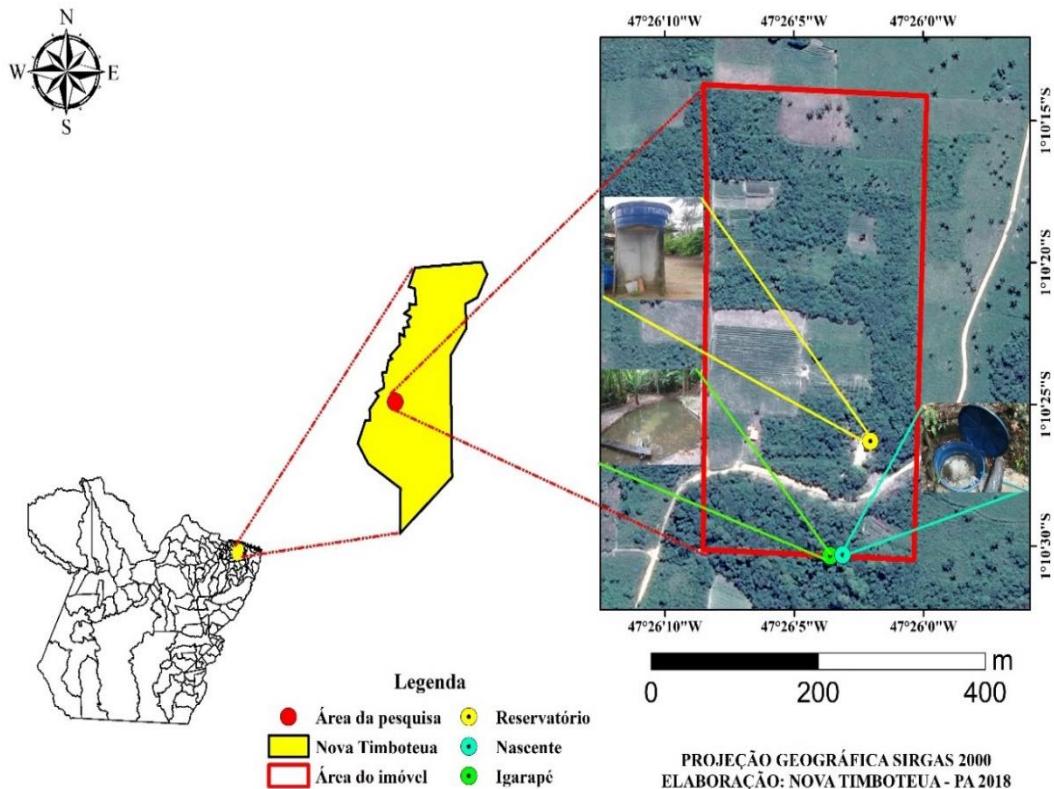 N
W E
S
47°26'10"W 47°26'5"W 47°26'0"W
1°10'15"S
1°10'20"S
1°10'25"S
1°10'30"S
47°26'10"W 47°26'5"W 47°26'0"W
m
0 200 400
Legenda
Área da pesquisa
Nova Timboteua
Área do imóvel
Reservatório
Nascente
Igarapé
PROJEÇÃO GEOGRÁFICA SIRGAS 2000
ELABORAÇÃO: NOVA TIMBOTEUA - PA 2018